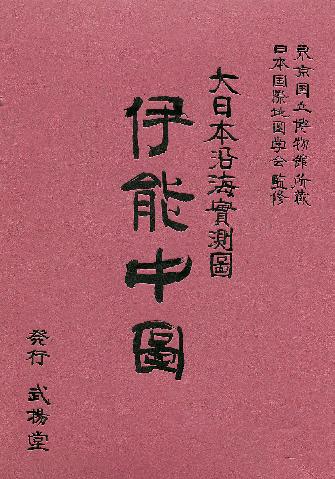 東京国立博物館所蔵
日本国際地図学会監修
大日本沿海實測圖
伊能中圖
発行 武揚堂